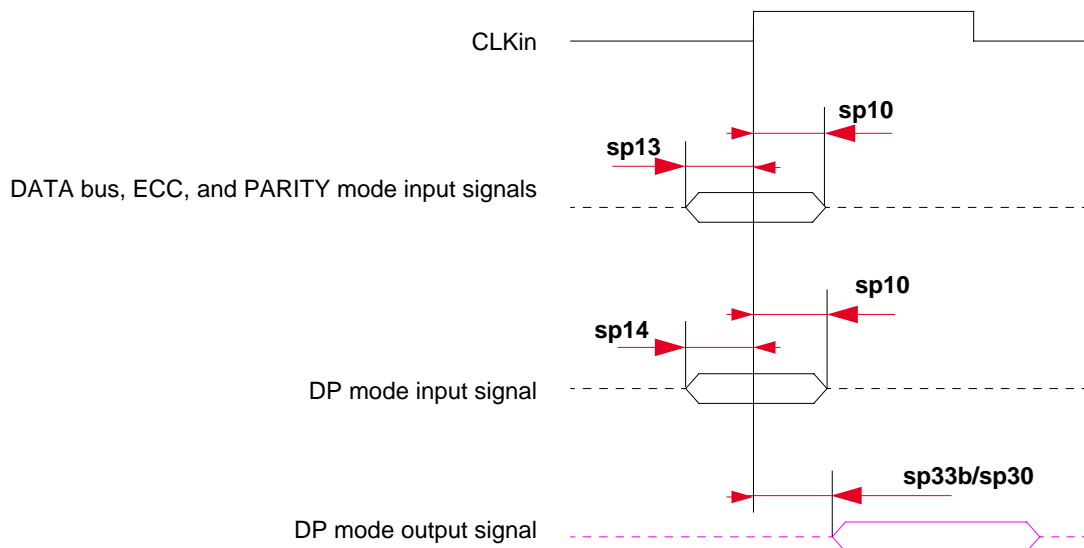 CLKin
sp10
sp13
DATA bus, ECC, and PARITY mode input signals
sp10
sp14
DP mode input signal
sp33b/sp30
DP mode output signal